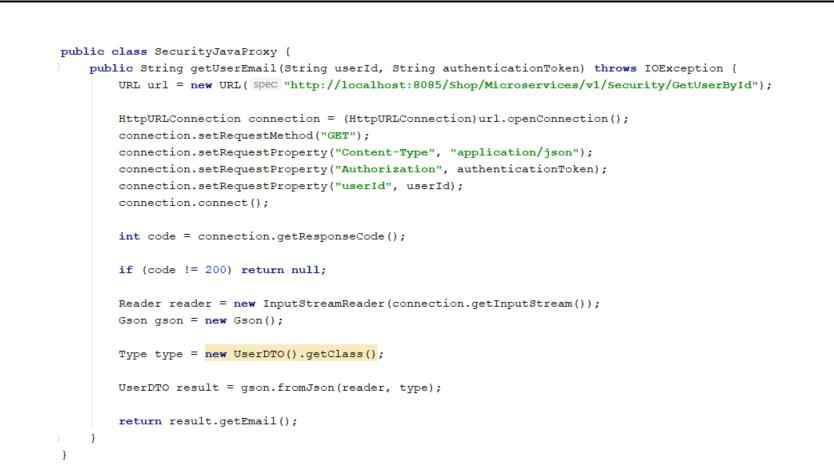 public class SecurityJavaProxy {
public String getUserEmail(String userId, String authenticationToken) throws IOException {
URL url = new URL( spec: "http://localhost:8085/Shop/Microservices/v1/Security/GetUserById");
HttpURLConnection connection = (HttpURLConnection)url.openConnection();
connection.setRequestMethod("GET");
connection.setRequestProperty("Content-Type", "application/json");
connection.setRequestProperty("Authorization", authenticationToken);
connection.setRequestProperty("userId", userId);
connection.connect();
int code = connection.getResponseCode();
if (code != 200) return null;
Reader reader = new InputStreamReader(connection.getInputStream());
Gson gson = new Gson();
Type type = new UserDTO().getClass();
UserDTO result = gson.fromJson(reader, type);
return result.getEmail();
}
}